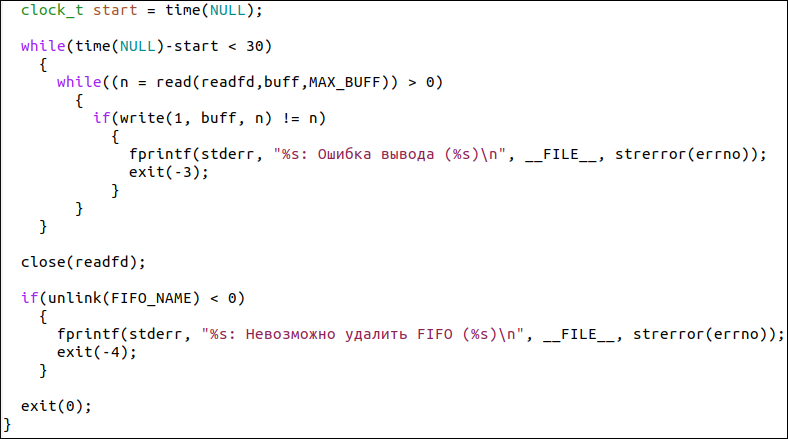 clock_t start = time(NULL);
while(time(NULL)-start < 30)
{
while((n = read(readfd,buff,MAX_BUFF)) > 0)
{
if(write(1, buff, n) != n)
{
fprintf(stderr, "%s: Ошибка вывода (%s)\n", __FILE__, strerror(errno));
exit(-3);
}
}
}
close(readfd);
if(unlink(FIFO_NAME) < 0)
{
fprintf(stderr, "%s: Невозможно удалить FIFO (%s)\n", __FILE__, strerror(errno));
exit(-4);
}
exit(0);
}